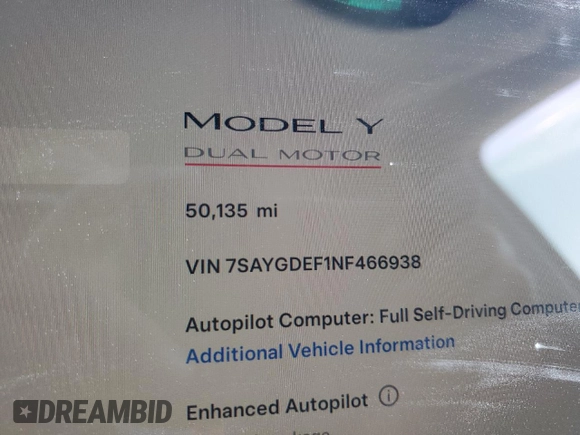 MODEL Y
DUAL MOTOR
50,135 mi
VIN 7SAYGDEF1NF466938
Autopilot Computer: Full Self-Driving Computer
Additional Vehicle Information
Enhanced Autopilot
DREAMBID